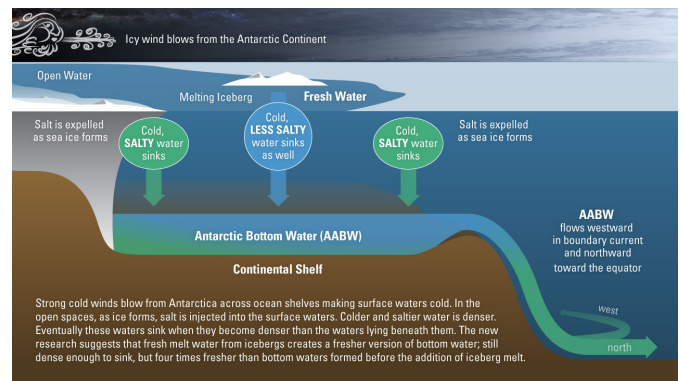 Icy wind blows from the Antarctic Continent
Open Water
Melting Iceberg
Fresh Water
Salt is expelled
as sea ice forms
Cold,
SALTY water
sinks
Cold,
LESS SALTY
water sinks
as well
Cold,
SALTY water
sinks
Salt is expelled
as sea ice forms
Antarctic Bottom Water (AABW)
Continental Shelf
AABW
flows westward
in boundary current
and northward
toward the equator
west
north
Strong cold winds blow from Antarctica across ocean shelves making surface waters cold. In the
open spaces, as ice forms, salt is injected into the surface waters. Colder and saltier water is denser.
Eventually these waters sink when they become denser than the waters lying beneath them. The new
research suggests that fresh melt water from icebergs creates a fresher version of bottom water; still
dense enough to sink, but four times fresher than bottom waters formed before the addition of iceberg melt.